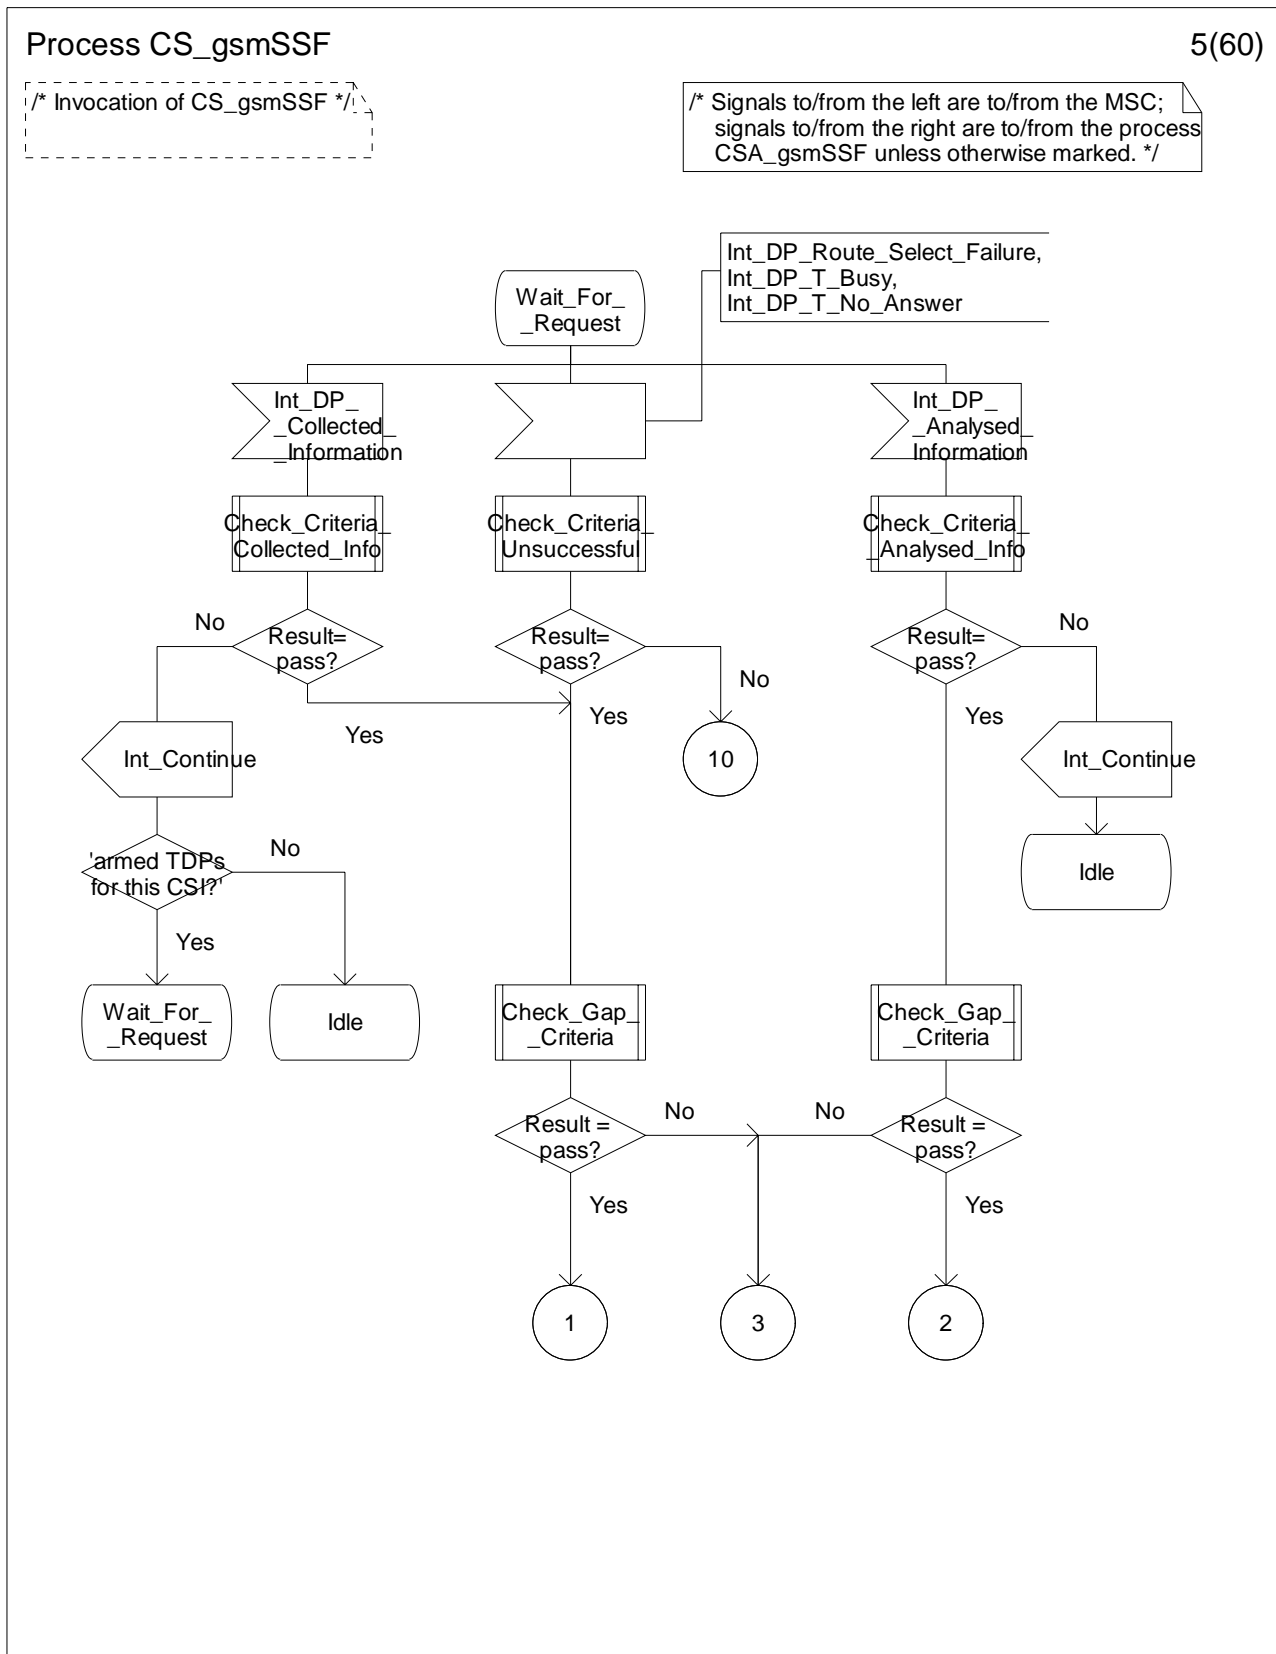 Process CS_gsmSSF
5(60)
/* Invocation of CS_gsmSSF */
/* Signals to/from the left are to/from the MSC;
signals to/from the right are to/from the process
CSA_gsmSSF unless otherwise marked. */
Int_DP_Route_Select_Failure,
Int_DP_T_Busy,
Int_DP_T_No_Answer
Wait_For_
_Request
Int_DP_
_Collected_
_Information
Int_DP_
_Analysed_
Information
Check_Criteria_
Collected_Info
Check_Criteria_
Unsuccessful
Check_Criteria_
_Analysed_Info
No
Result=
pass?
Yes
Result=
pass?
No
Yes
Result=
pass?
No
Yes
Int_Continue
10
Int_Continue
'armed TDPs
for this CSI?'
No
Yes
Idle
Wait_For_
_Request
Idle
Check_Gap_
_Criteria
Check_Gap_
_Criteria
Result =
pass?
No
No
Result =
pass?
Yes
Yes
1
3
2